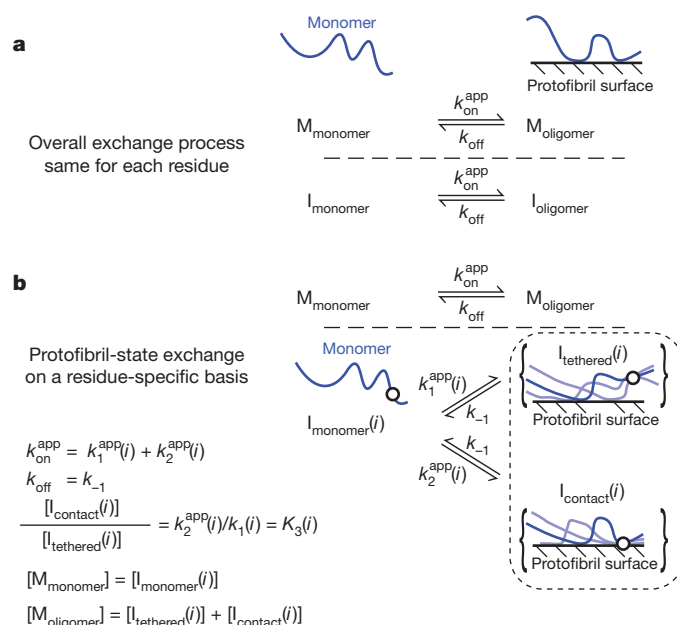 a
Monomer
Protofibril surface
Overall exchange process
same for each residue
M_monomer k_on^app k_off M_oligomer
k_on^app
I_monomer k_off I_oligomer
b
M_monomer k_on^app k_off M_oligomer
Protofibril-state exchange
on a residue-specific basis
Monomer
I_monomer(i)
k_1^app(i)
k_-1
k_-1
k_2^app(i)
I_tethered(i)
Protofibril surface
I_contact(i)
Protofibril surface
k_on^app = k_1^app(i) + k_2^app(i)
k_off = k_-1
[I_contact(i)]
[I_tethered(i)] = k_2^app(i)/k_1(i) = K_3(i)
[M_monomer] = [I_monomer(i)]
[M_oligomer] = [I_tethered(i)] + [I_contact(i)]